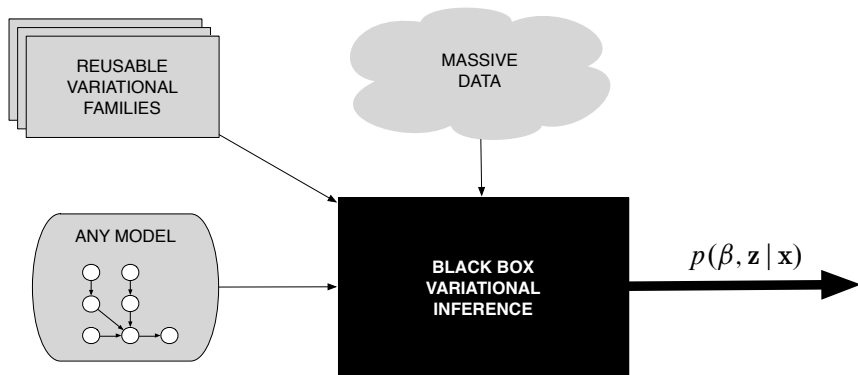 REUSABLE
VARIATIONAL
FAMILIES
MASSIVE
DATA
ANY MODEL
BLACK BOX
VARIATIONAL
INFERENCE
p(β, z | x)